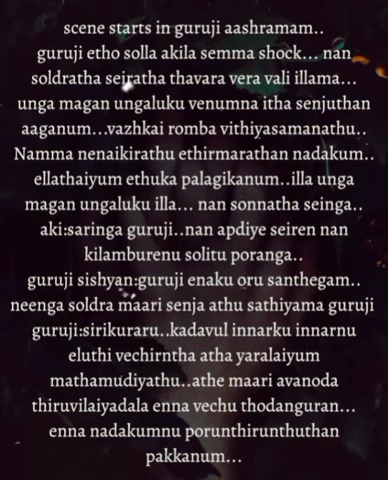 scene starts in guruji aashramam..
guruji etho solla akila semma shock... nan
soldratha seiratha thavara vera vali illama...
unga magan ungaluku venumna itha senjuthan
aaganum...vazhkai romba vithiyasamanathu..
Namma nenaikirathu ethirmarathan nadakum..
ellathaiyum ethuka palagikanum..illa unga
magan ungaluku illa... nan sonnatha seinga..
aki:saringa guruji..nan apdiye seiren nan
kilamburenu solitu poranga..
guruji sishyan:guruji enaku oru santhegam..
neenga soldra maari senja athu sathiyama guruji
guruji:sirikuraru..kadavul innarku innarnu
eluthi vechirntha atha yaralaiyum
mathamudiyathu..athe maari avanoda
thiruvilaiyadala enna vechu thodanguran...
enna nadakumnu porunthirunthuthan
pakkanum...